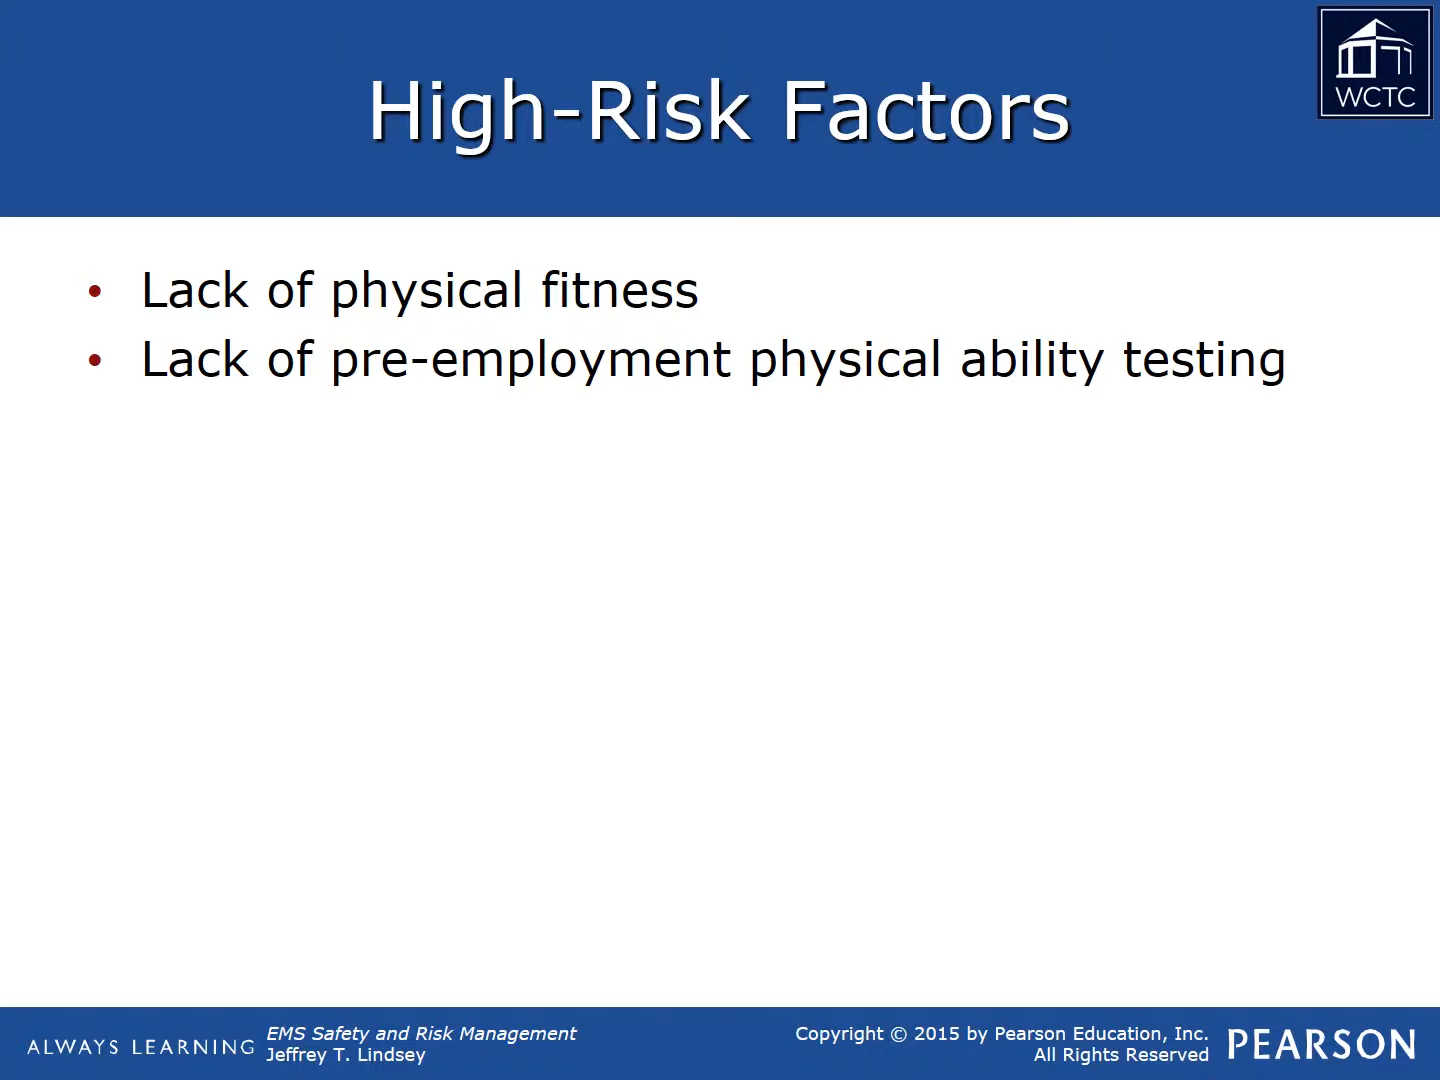 WCTC
High-Risk Factors
• Lack of physical fitness
• Lack of pre-employment physical ability testing
ALWAYS LEARNING
EMS Safety and Risk Management
Jeffrey T. Lindsey
Copyright © 2015 by Pearson Education, Inc.
All Rights Reserved
PEARSON